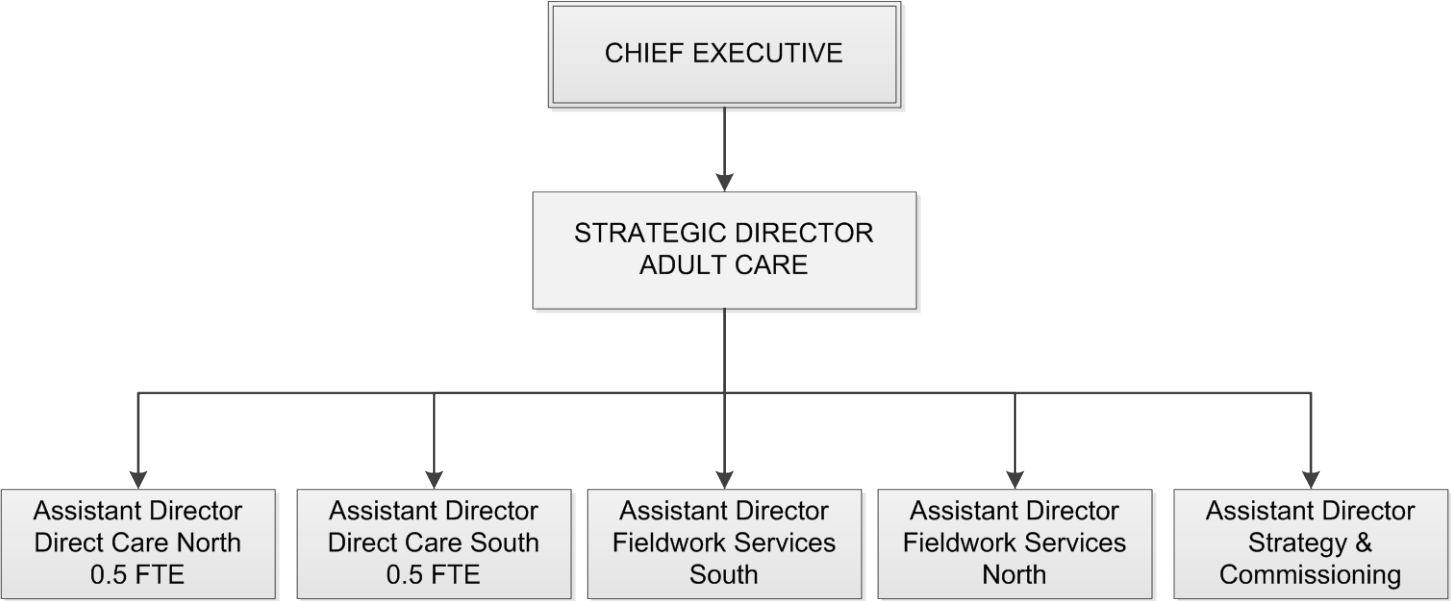 CHIEF EXECUTIVE
STRATEGIC DIRECTOR
ADULT CARE
Assistant Director
Direct Care North
0.5 FTE
Assistant Director
Direct Care South
0.5 FTE
Assistant Director
Fieldwork Services
South
Assistant Director
Fieldwork Services
North
Assistant Director
Strategy &
Commissioning